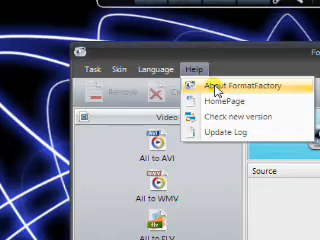 Fo
Task Skin Language Help
Remove
About FormatFactory
HomePage
Check new version
Update Log
Video
All to AVI
All to WMV
All to FLV
Source